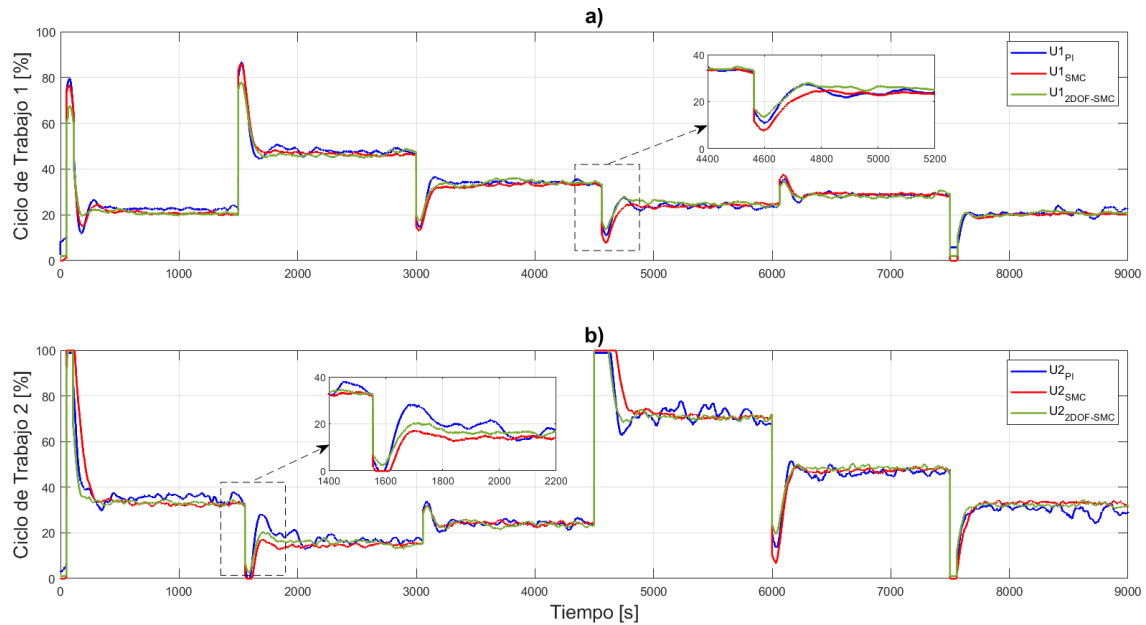 a)
Ciclo de Trabajo 1 [%]
100
80
60
40
20
0
0 1000 2000 3000 4000 5000 6000 7000 8000 9000
U1PI
U1SMC
U12DOF-SMC
40
20
0
4400 4600 4800 5000 5200
b)
Ciclo de Trabajo 2 [%]
100
80
60
40
20
0
0 1000 2000 3000 4000 5000 6000 7000 8000 9000
Tiempo [s]
U2PI
U2SMC
U22DOF-SMC
40
20
0
1400 1600 1800 2000 2200